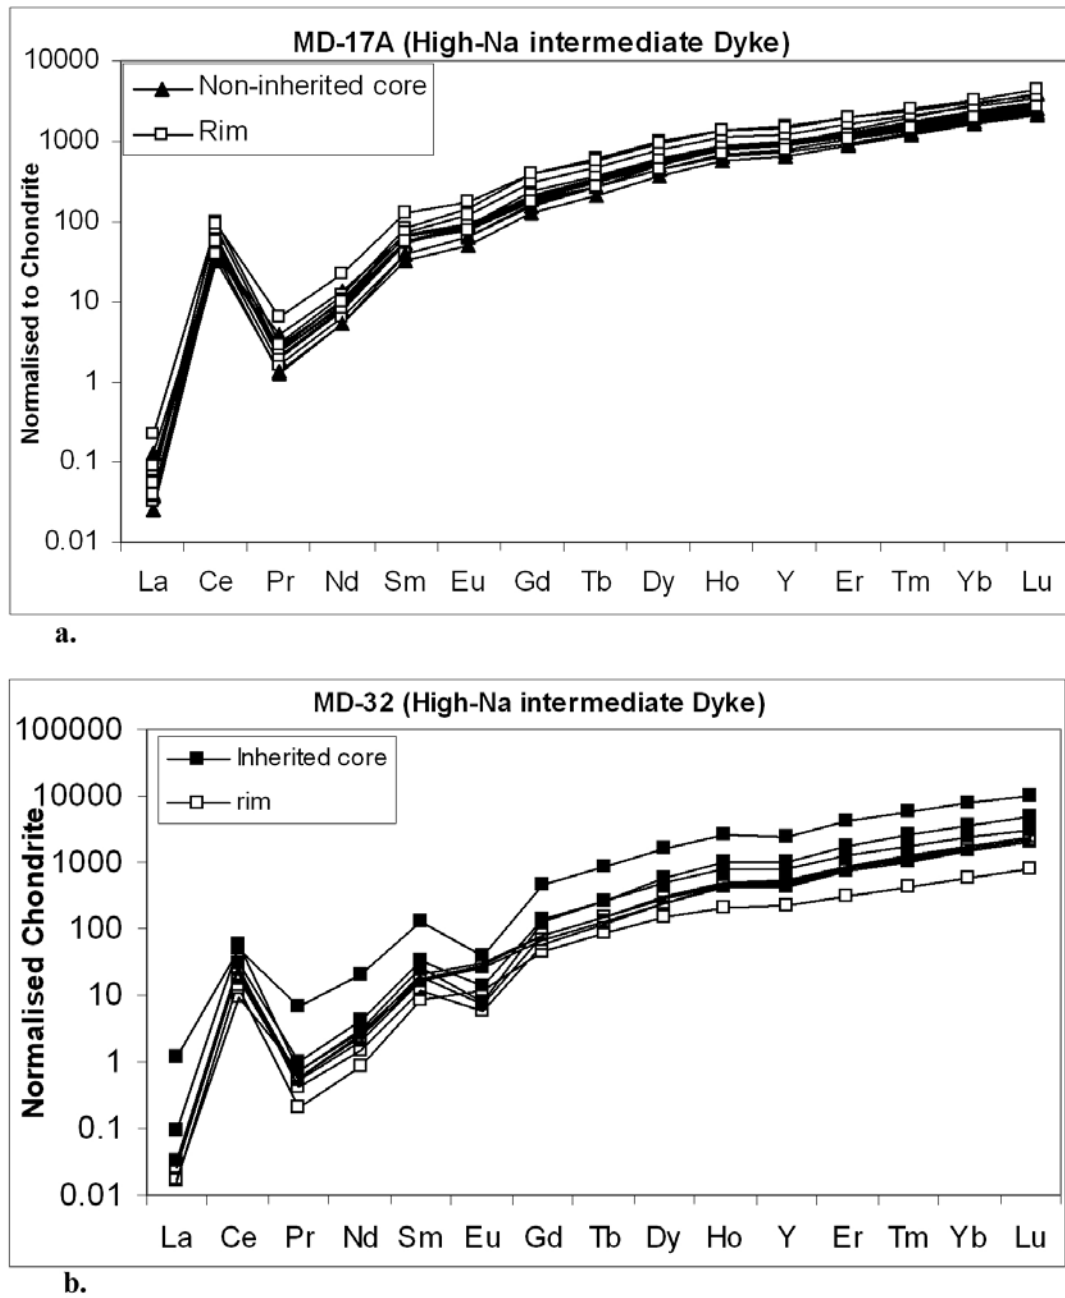 MD-17A (High-Na intermediate Dyke)
Normalised to Chondrite
10000
1000
100
10
1
0.1
0.01
Non-inherited core
Rim
La Ce Pr Nd Sm Eu Gd Tb Dy Ho Y Er Tm Yb Lu
a.
MD-32 (High-Na intermediate Dyke)
Normalised Chondrite
100000
10000
1000
100
10
1
0.1
0.01
Inherited core
rim
La Ce Pr Nd Sm Eu Gd Tb Dy Ho Y Er Tm Yb Lu
b.